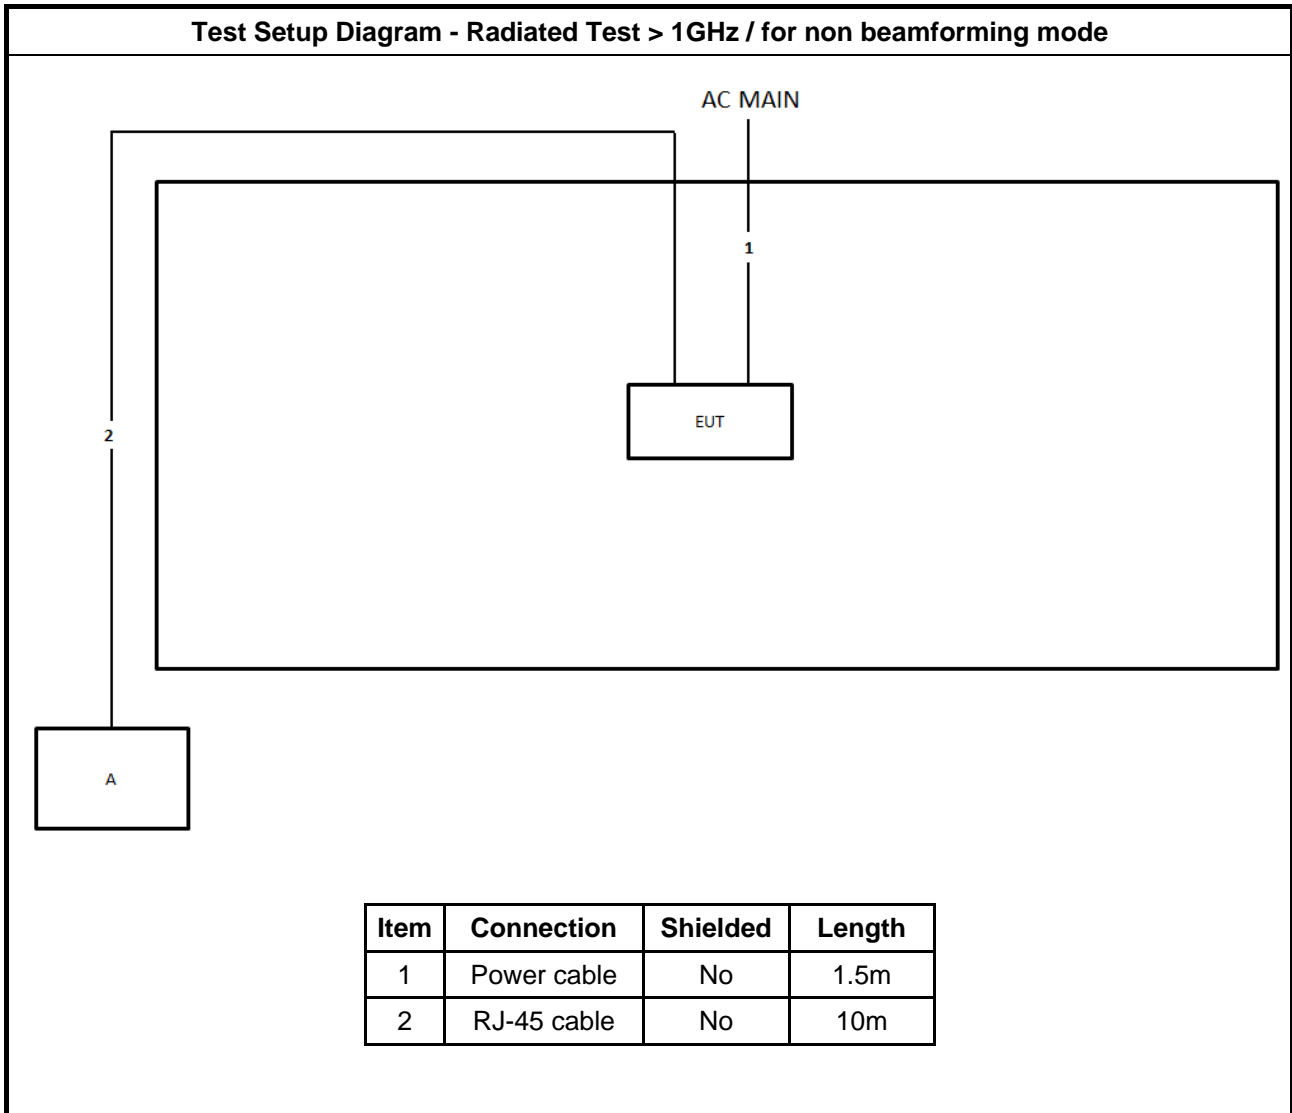 Test Setup Diagram - Radiated Test > 1GHz / for non beamforming mode
AC MAIN
1
EUT
2
A
Item Connection Shielded Length
1 Power cable No 1.5m
2 RJ-45 cable No 10m